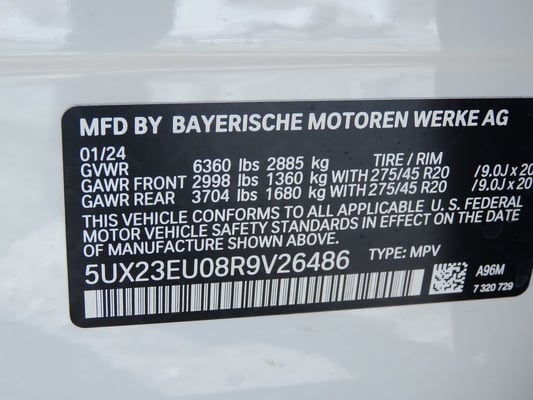 MFD BY BAYERISCHE MOTOREN WERKE AG
01/24
GVWR 6360 lbs 2885 kg TIRE / RIM
GAWR FRONT 2998 lbs 1360 kg WITH 275/45 R20 /9.0J x 20
GAWR REAR 3704 lbs 1680 kg WITH 275/45 R20 /9.0J x 20
THIS VEHICLE CONFORMS TO ALL APPLICABLE U. S. FEDERAL
MOTOR VEHICLE SAFETY STANDARDS IN EFFECT ON THE DATE
OF MANUFACTURE SHOWN ABOVE.
5UX23EU08R9V26486 TYPE: MPV
A96M
7 320 729